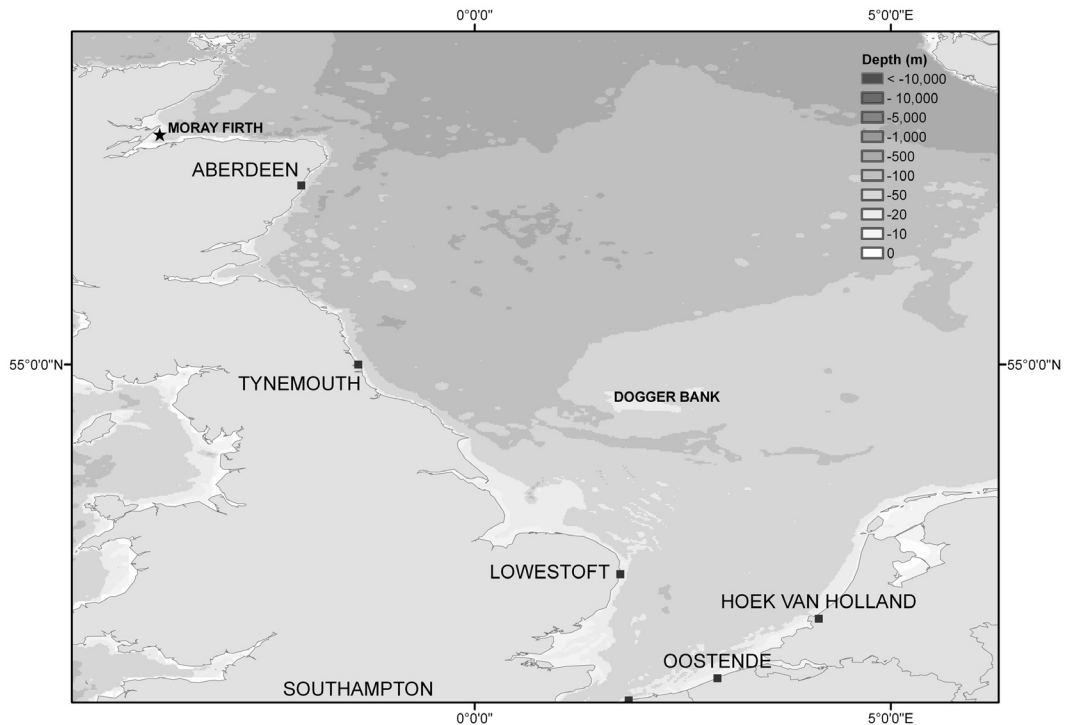 0°0'0"
5°0'0"E
Depth (m)
< -10,000
- 10,000
-5,000
-1,000
-500
-100
-50
-20
-10
0
MORAY FIRTH
ABERDEEN
55°0'0"N
55°0'0"N
TYNEMOUTH
DOGGER BANK
LOWESTOFT
HOEK VAN HOLLAND
OOSTENDE
SOUTHAMPTON
0°0'0"
5°0'0"E